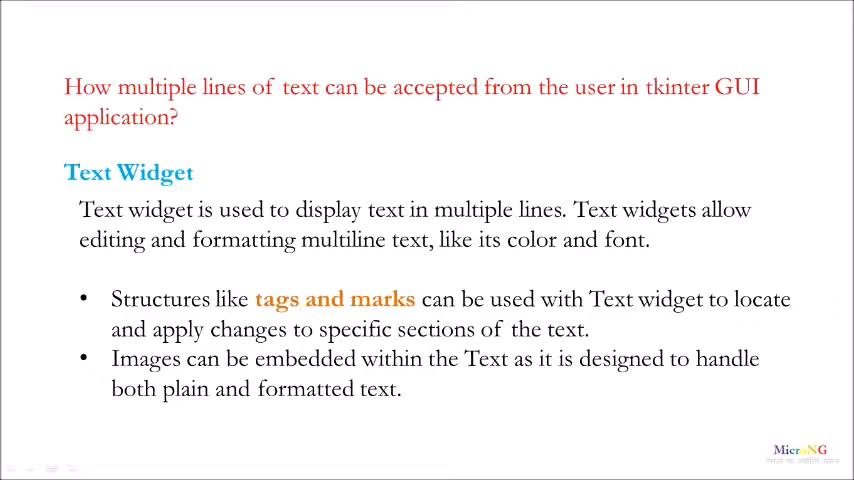 How multiple lines of text can be accepted from the user in tkinter GUI
application?
Text Widget
Text widget is used to display text in multiple lines. Text widgets allow
editing and formatting multiline text, like its color and font.
• Structures like tags and marks can be used with Text widget to locate
and apply changes to specific sections of the text.
• Images can be embedded within the Text as it is designed to handle
both plain and formatted text.
MicroNG